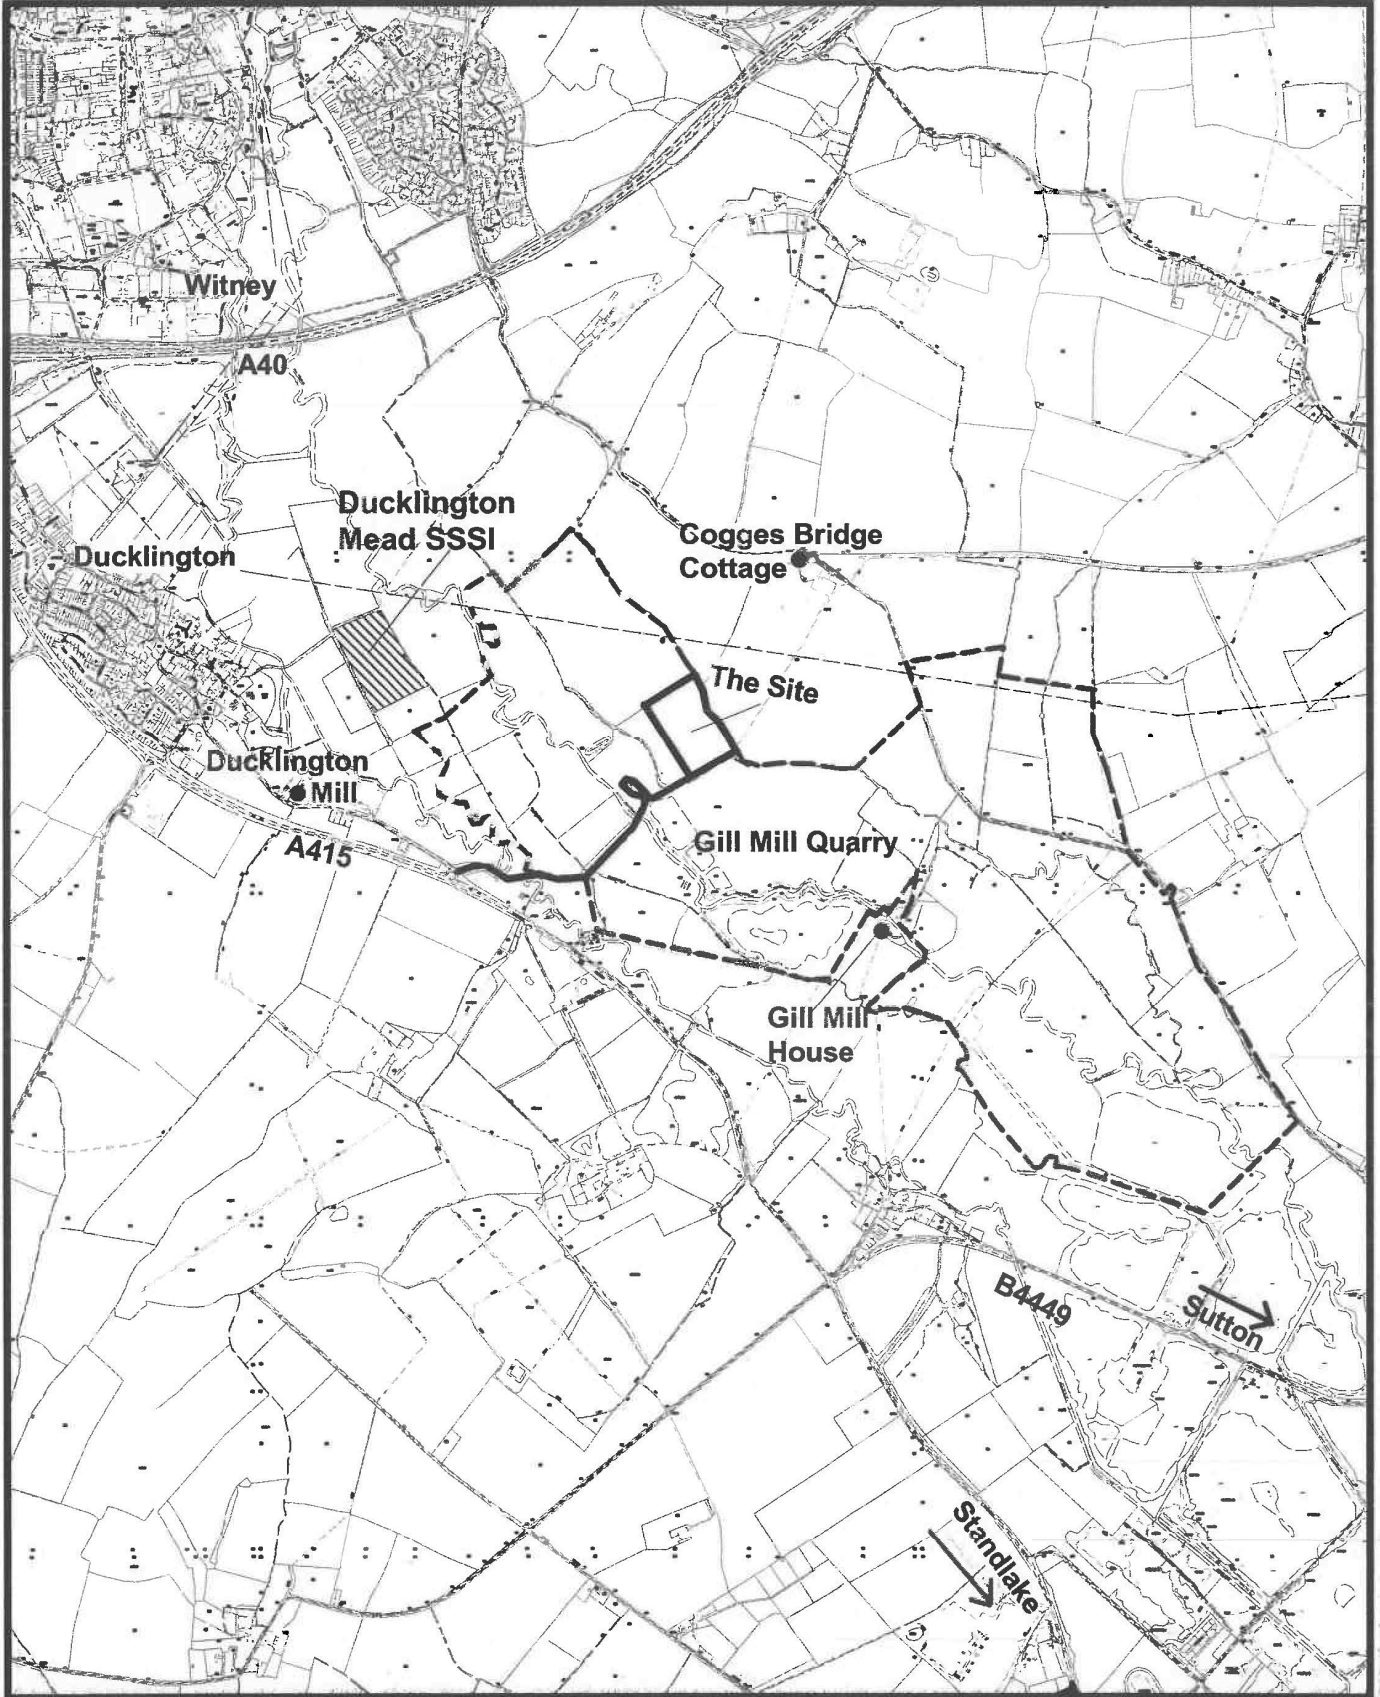 Witney
A40
Ducklington
Mead SSSI
Cogges Bridge
Cottage
Ducklington
The Site
Ducklington
Mill
A415
Gill Mill Quarry
Gill Mill
House
B4449
Sutton
Standlake